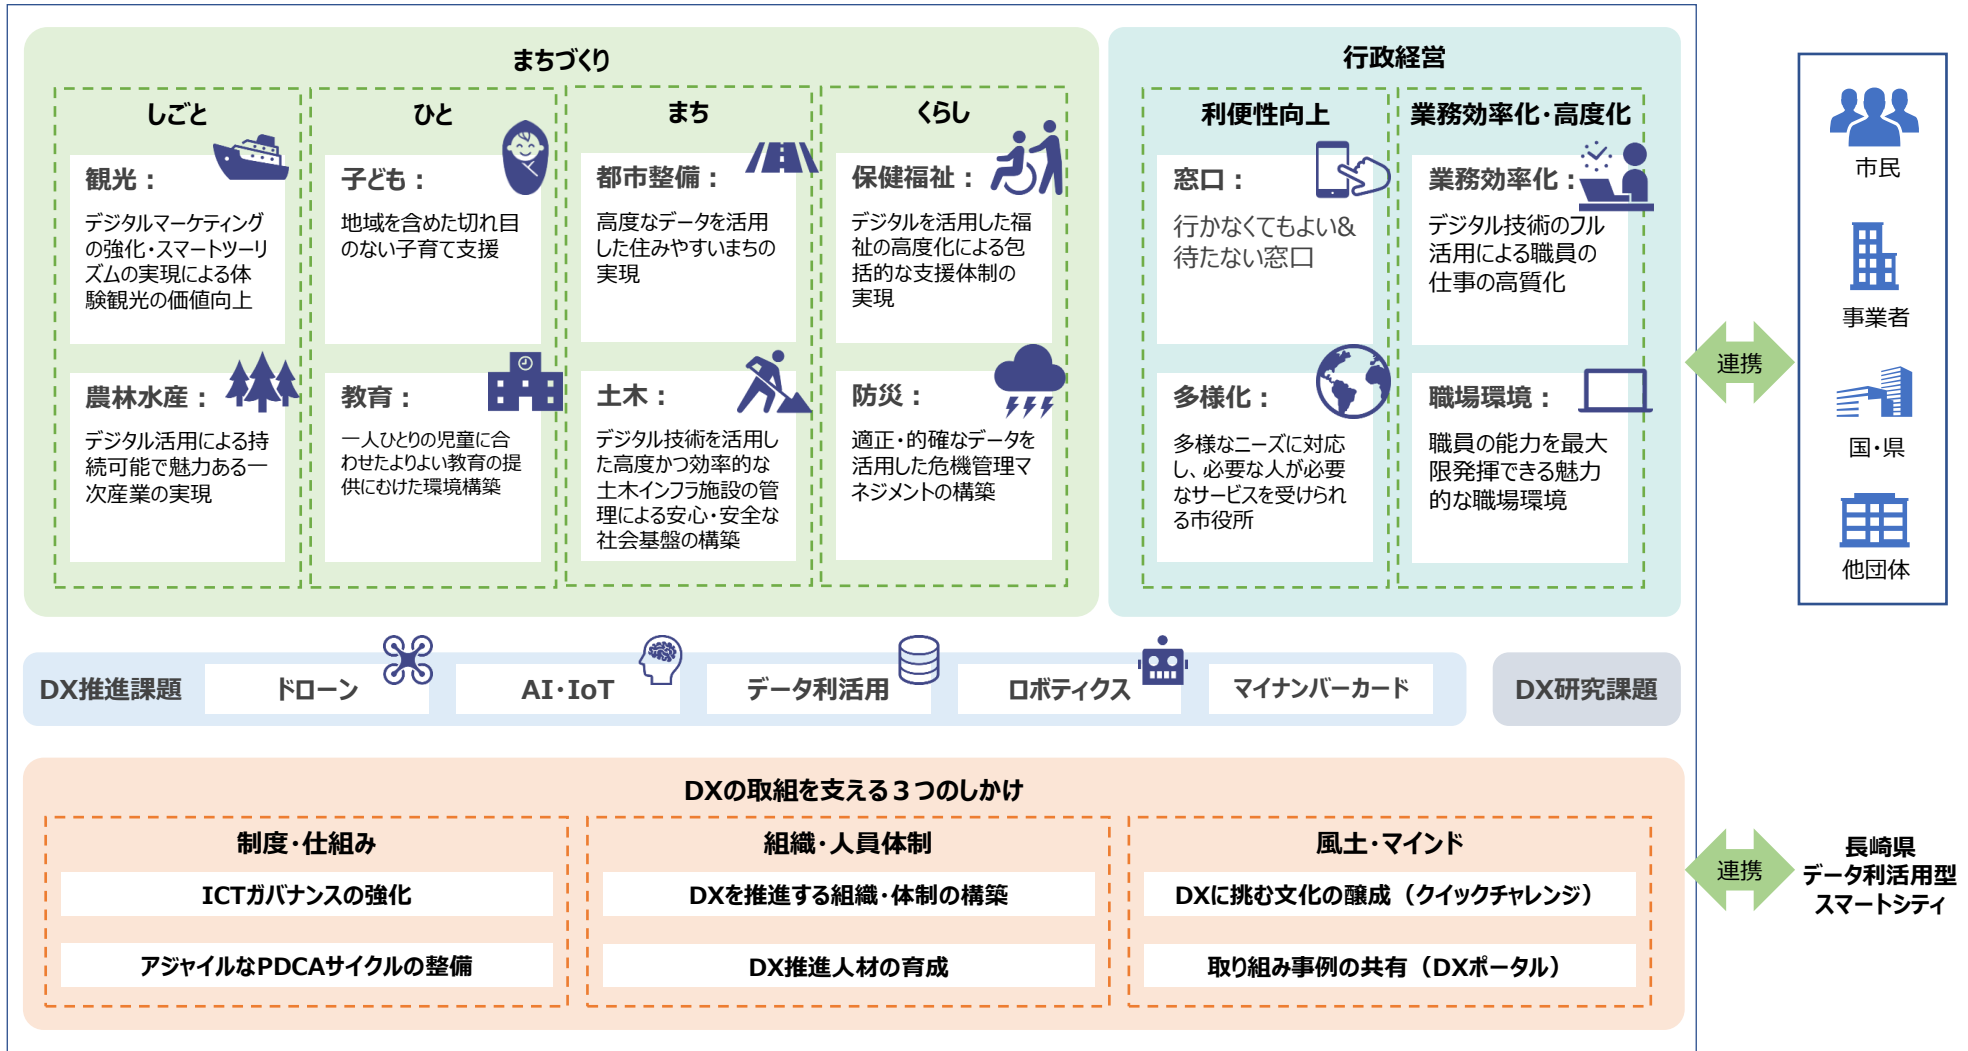 まちづくり
しごと
観光：
デジタルマーケティング
の強化・スマートツーリ
ズムの実現による体
験観光の価値向上
農林水産：
デジタル活用による持
続可能で魅力ある一
次産業の実現
ひと
子ども：
地域を含めた切れ目
のない子育て支援
教育：
一人ひとりの児童に合
わせたよりよい教育の提
供にむけた環境構築
まち
都市整備：
高度なデータを活用
した住みやすいまちの
実現
土木：
デジタル技術を活用し
た高度かつ効率的な
土木インフラ施設の管
理による安心・安全な
社会基盤の構築
くらし
保健福祉：
デジタルを活用した福
祉の高度化による包
括的な支援体制の
実現
防災：
適正・的確なデータを
活用した危機管理マ
ネジメントの構築
行政経営
利便性向上
窓口：
行かなくてもよい&
待たない窓口
多様化：
多様なニーズに対応
し、必要な人が必要
なサービスを受けられ
る市役所
業務効率化・高度化
業務効率化：
デジタル技術のフル
活用による職員の
仕事の高質化
職場環境：
職員の能力を最大
限発揮できる魅力
的な職場環境
連携
市民
事業者
国・県
他団体
DX推進課題
ドローン
AI・IoT
データ利活用
ロボティクス
マイナンバーカード
DX研究課題
DXの取組を支える３つのしかけ
制度・仕組み
ICTガバナンスの強化
アジャイルなPDCAサイクルの整備
組織・人員体制
DXを推進する組織・体制の構築
DX推進人材の育成
風土・マインド
DXに挑む文化の醸成（クイックチャレンジ）
取り組み事例の共有（DXポータル）
連携
長崎県
データ利活用型
スマートシティ